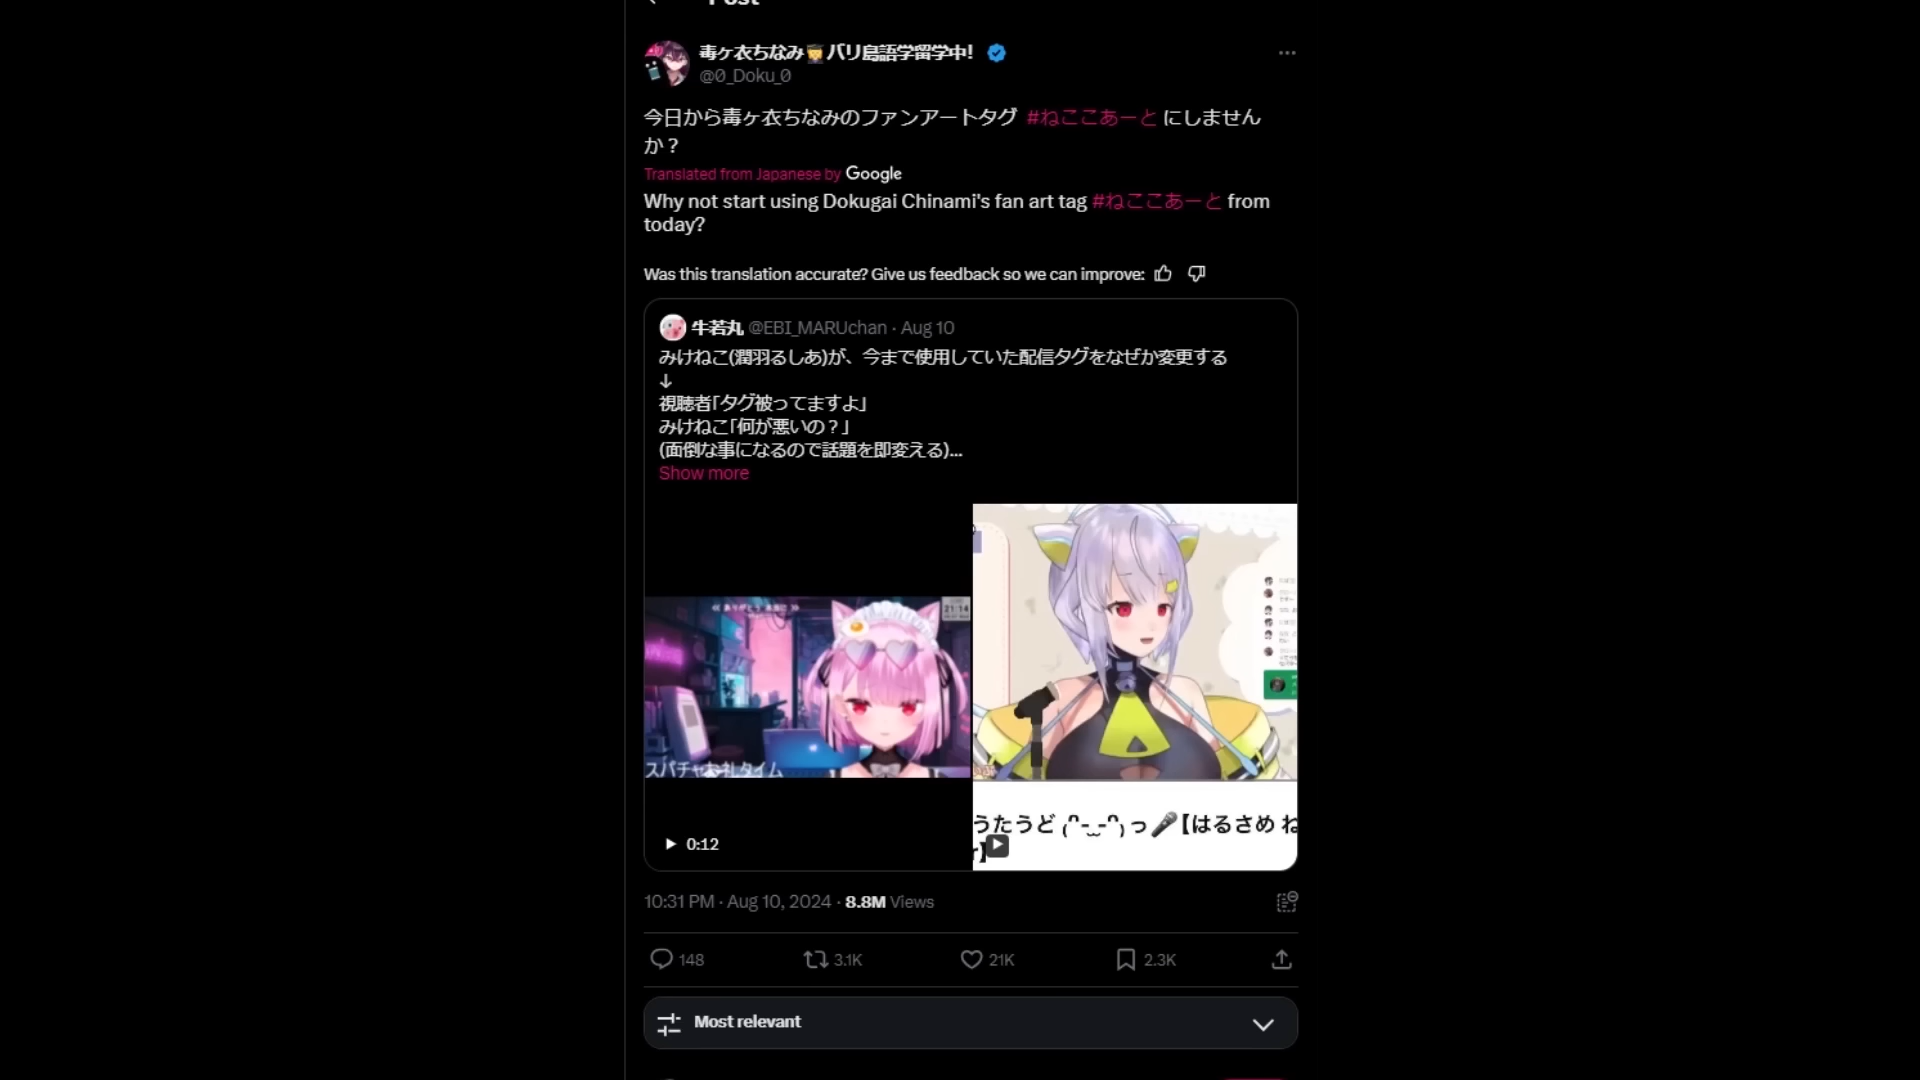 毒ヶ衣ちなみ🧑‍🎓バリ島語学留学中!
@0_Doku_0
今日から毒ヶ衣ちなみのファンアートタグ #ねここあーと にしません
か？
Translated from Japanese by Google
Why not start using Dokugai Chinami's fan art tag #ねここあーと from
today?
Was this translation accurate? Give us feedback so we can improve:
牛若丸 @EBI_MARUchan · Aug 10
みけねこ(潤羽るしあ)が、今まで使用していた配信タグをなぜか変更する
↓
視聴者｢タグ被ってますよ｣
みけねこ｢何が悪いの？｣
(面倒な事になるので話題を即変える)...
Show more
21:14
スパチャお礼タイム
0:12
うたうど
っ🎤【はるさめ ね
10:31 PM · Aug 10, 2024 · 8.8M Views
148
3.1K
21K
2.3K
Most relevant